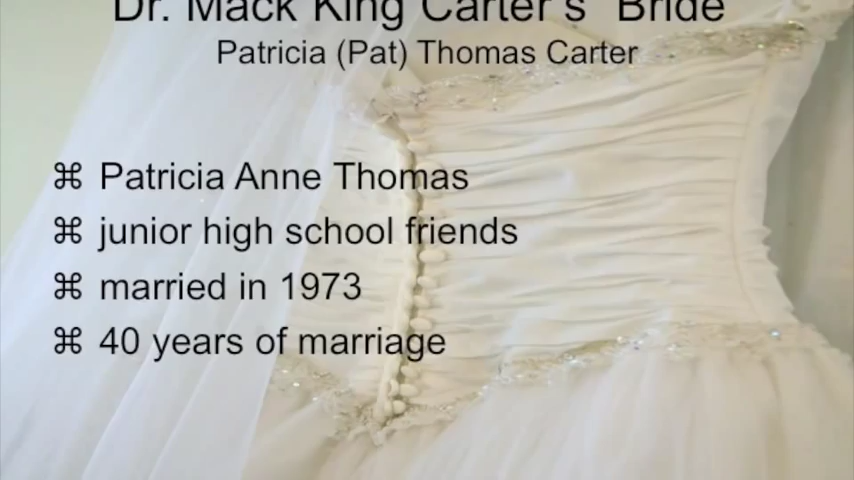 Dr. Mack King Carter's "Bride"
Patricia (Pat) Thomas Carter
⌘ Patricia Anne Thomas
⌘ junior high school friends
⌘ married in 1973
⌘ 40 years of marriage